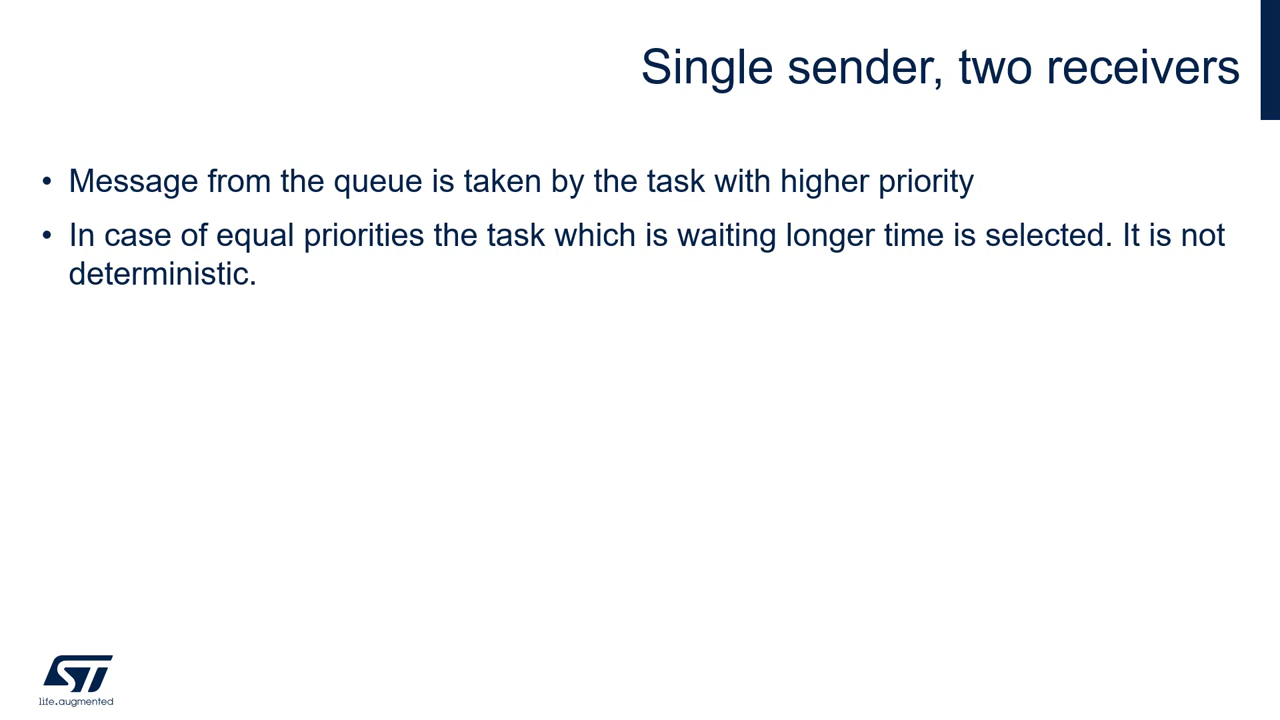 Single sender, two receivers
• Message from the queue is taken by the task with higher priority
• In case of equal priorities the task which is waiting longer time is selected. It is not
deterministic.
ST
life.augmented